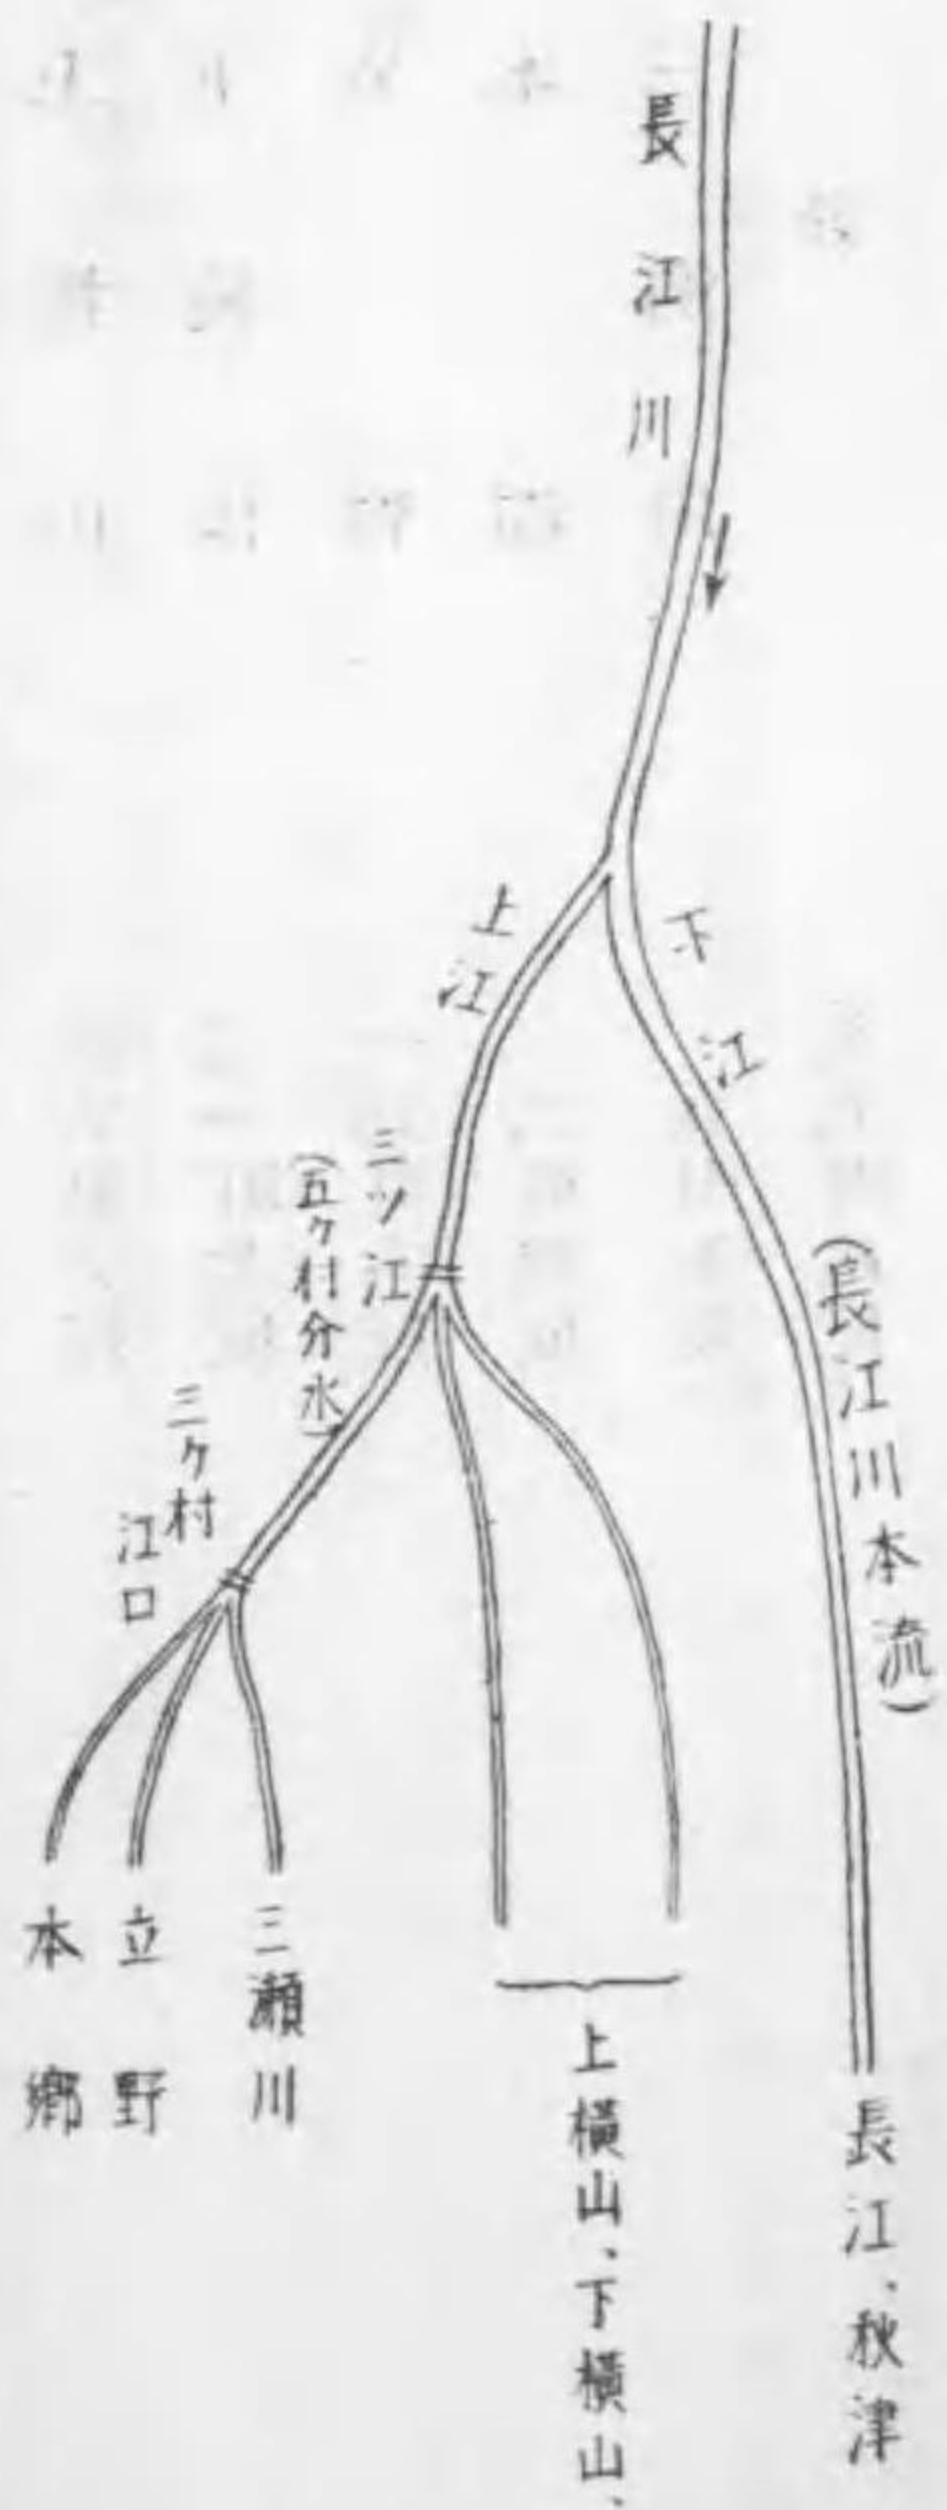 長江川
下江
(長江川本流)
長江、秋津
上江
三ツ江
(五ケ村分水)
上横山、下横山、
三ケ村
江口
三瀬川
立野
本郷